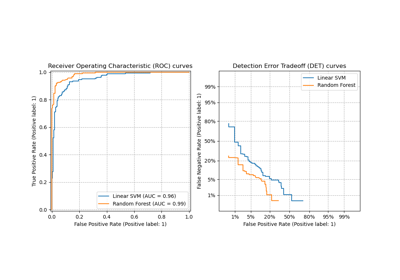 Receiver Operating Characteristic (ROC) curves
True Positive Rate (Positive label: 1)
1.0
0.8
0.6
0.4
0.2
0.0
0.0 0.2 0.4 0.6 0.8 1.0
False Positive Rate (Positive label: 1)
Linear SVM (AUC = 0.96)
Random Forest (AUC = 0.99)
Detection Error Tradeoff (DET) curves
False Negative Rate (Positive label: 1)
99%
95%
80%
50%
20%
5%
1%
1% 5% 20% 50% 80% 95% 99%
False Positive Rate (Positive label: 1)
Linear SVM
Random Forest